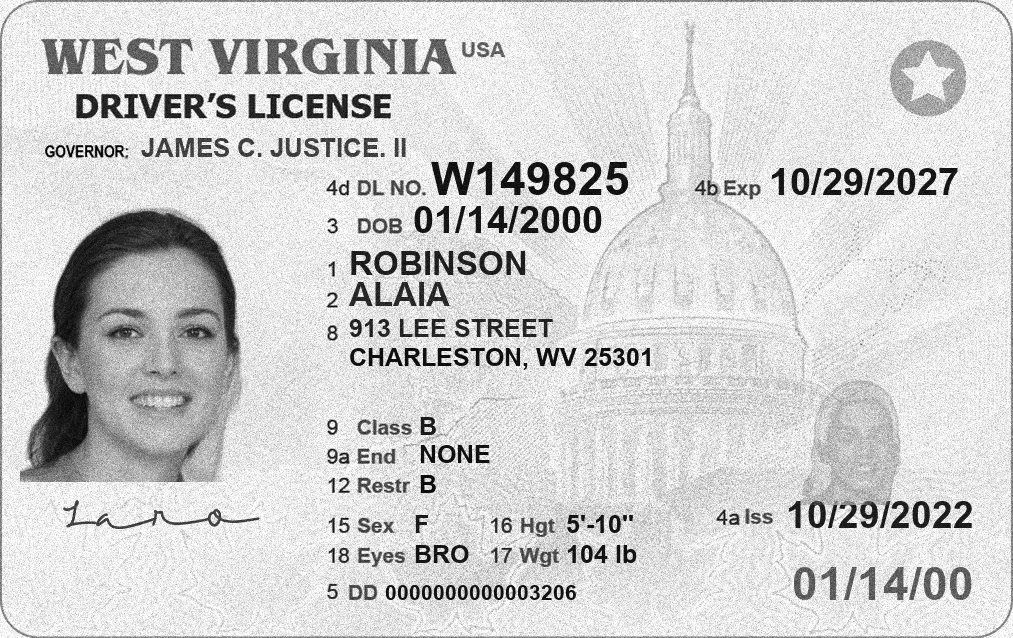 WEST VIRGINIA USA
DRIVER'S LICENSE
GOVERNOR: JAMES C. JUSTICE. II
4d DL NO. W149825 4b Exp 10/29/2027
3 DOB 01/14/2000
1 ROBINSON
2 ALAIA
8 913 LEE STREET
CHARLESTON, WV 25301
9 Class B
9a End NONE
12 Restr B
15 Sex F 16 Hgt 5'-10"
4a Iss 10/29/2022
18 Eyes BRO 17 Wgt 104 lb
5 DD 0000000000003206
01/14/00